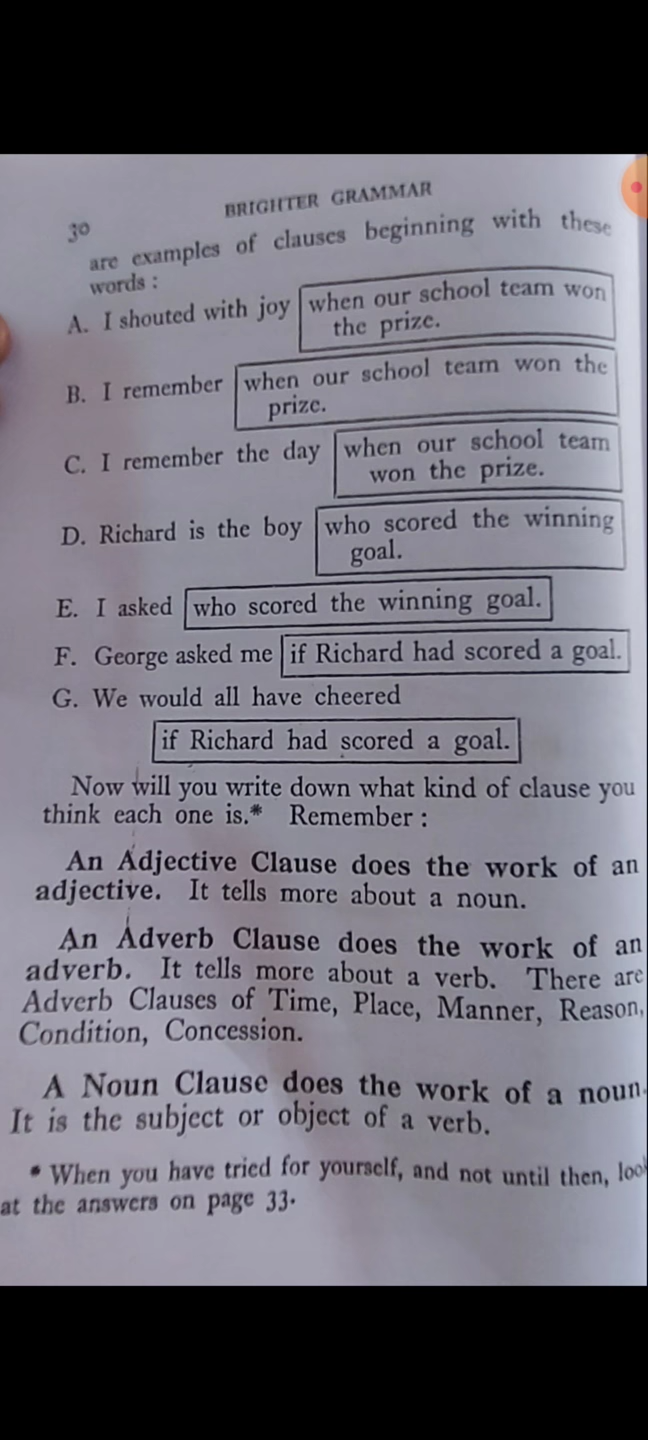 30
BRIGHTER GRAMMAR
are examples of clauses beginning with these
words :
A. I shouted with joy when our school team won
the prize.
B. I remember when our school team won the
prize.
C. I remember the day when our school team
won the prize.
D. Richard is the boy who scored the winning
goal.
E. I asked who scored the winning goal.
F. George asked me if Richard had scored a goal.
G. We would all have cheered
if Richard had scored a goal.
Now will you write down what kind of clause you
think each one is.* Remember :
An Adjective Clause does the work of an
adjective. It tells more about a noun.
An Adverb Clause does the work of an
adverb. It tells more about a verb. There are
Adverb Clauses of Time, Place, Manner, Reason,
Condition, Concession.
A Noun Clause does the work of a noun.
It is the subject or object of a verb.
* When you have tried for yourself, and not until then, look
at the answers on page 33.